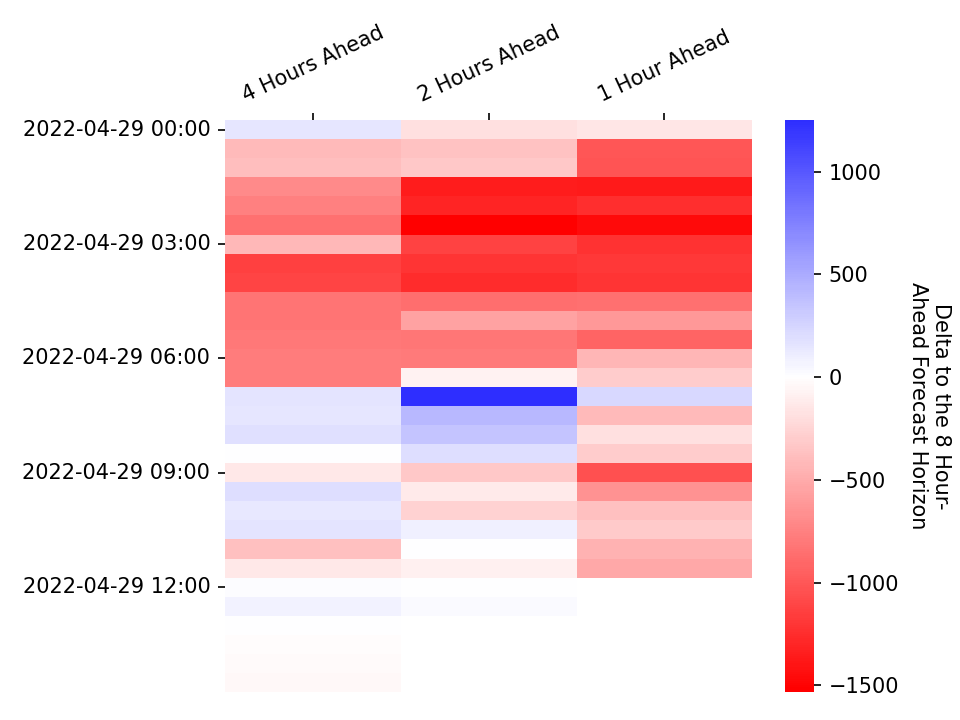 4 Hours Ahead
2 Hours Ahead
1 Hour Ahead
2022-04-29 00:00
2022-04-29 03:00
2022-04-29 06:00
2022-04-29 09:00
2022-04-29 12:00
1000
500
0
−500
−1000
−1500
Delta to the 8 Hour-
Ahead Forecast Horizon